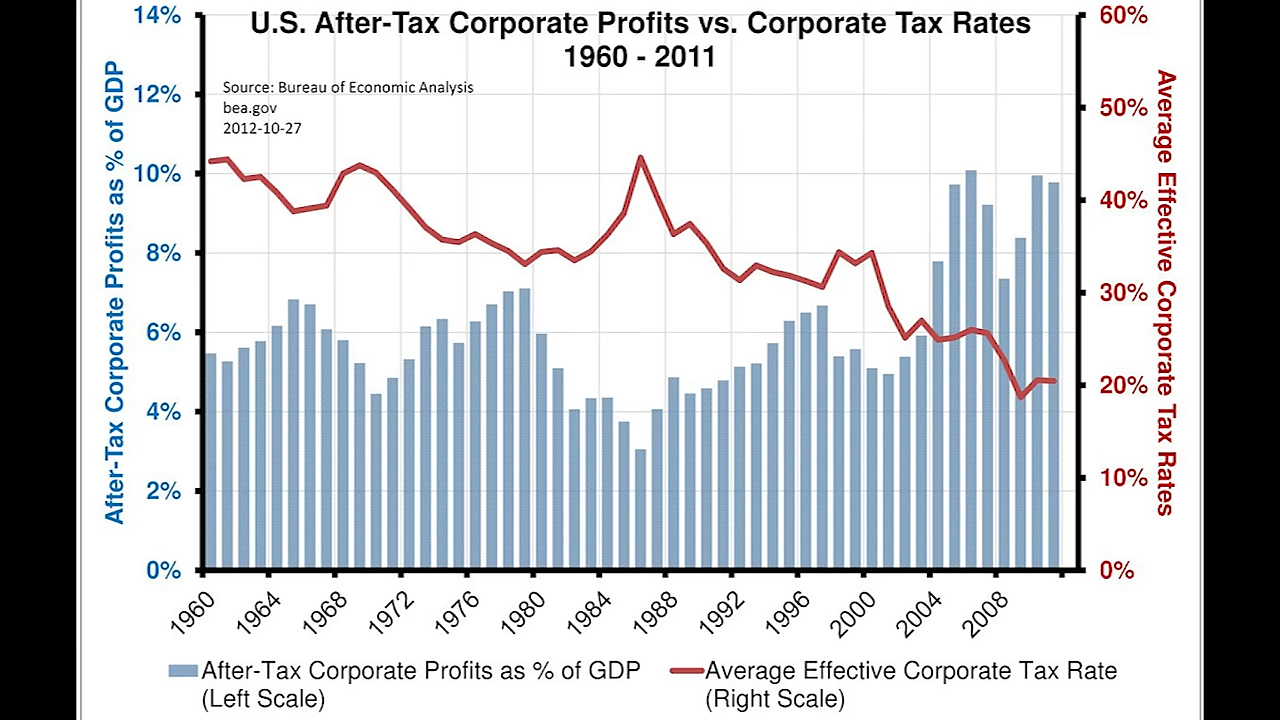 U.S. After-Tax Corporate Profits vs. Corporate Tax Rates
1960 - 2011
Source: Bureau of Economic Analysis
bea.gov
2012-10-27
After-Tax Corporate Profits as % of GDP
14%
12%
10%
8%
6%
4%
2%
0%
60%
50%
40%
30%
20%
10%
0%
Average Effective Corporate Tax Rates
1960
1964
1968
1972
1976
1980
1984
1988
1992
1996
2000
2004
2008
After-Tax Corporate Profits as % of GDP
(Left Scale)
Average Effective Corporate Tax Rate
(Right Scale)